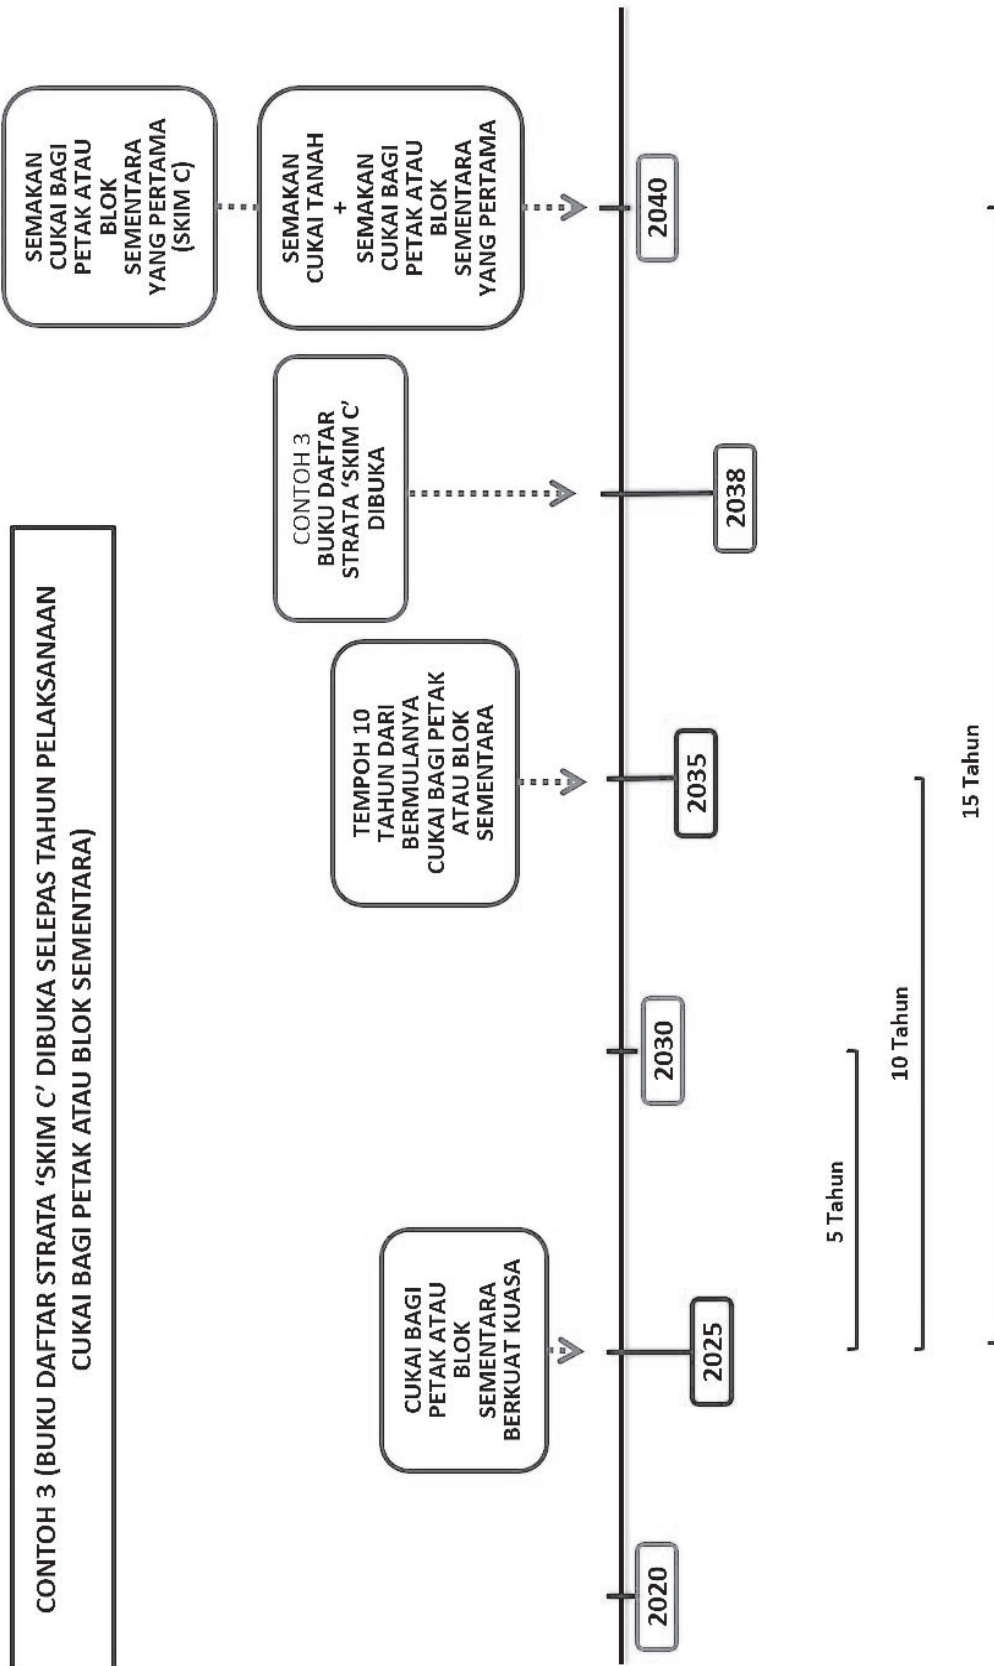 CONTOH 3 (BUKU DAFTAR STRATA ‘SKIM C’ DIBUKA SELEPAS TAHUN PELAKSANAAN
CUKAI BAGI PETAK ATAU BLOK SEMENTARA)
CUKAI BAGI
PETAK ATAU
BLOK
SEMENTARA
BERKUAT KUASA
TEMPOH 10
TAHUN DARI
BERMULANYA
CUKAI BAGI PETAK
ATAU BLOK
SEMENTARA
CONTOH 3
BUKU DAFTAR
STRATA ‘SKIM C’
DIBUKA
SEMAKAN
CUKAI BAGI
PETAK ATAU
BLOK
SEMENTARA
YANG PERTAMA
(SKIM C)
SEMAKAN
CUKAI TANAH
+
SEMAKAN
CUKAI BAGI
PETAK ATAU
BLOK
SEMENTARA
YANG PERTAMA
2020
2025
2030
2035
2038
2040
5 Tahun
10 Tahun
15 Tahun